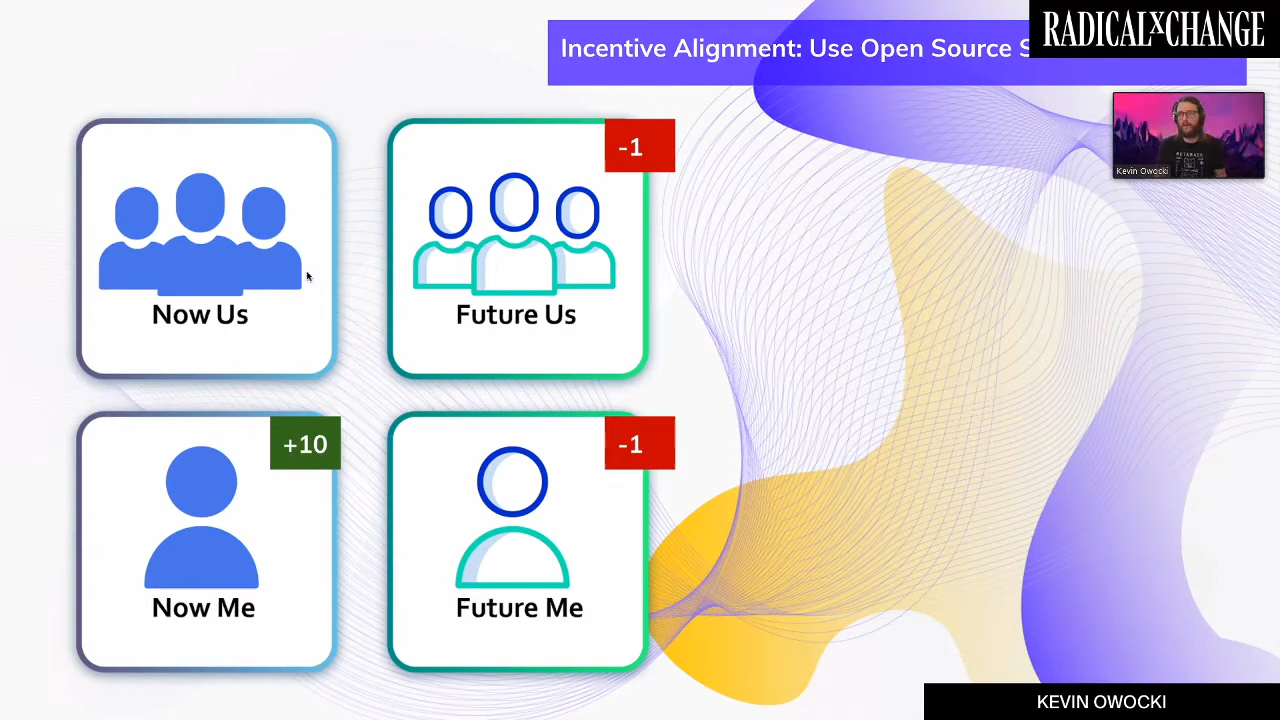 Incentive Alignment: Use Open Source
RADICALXCHANGE
Kevin Owocki
-1
Now Us
Future Us
+10
-1
Now Me
Future Me
KEVIN OWOCKI